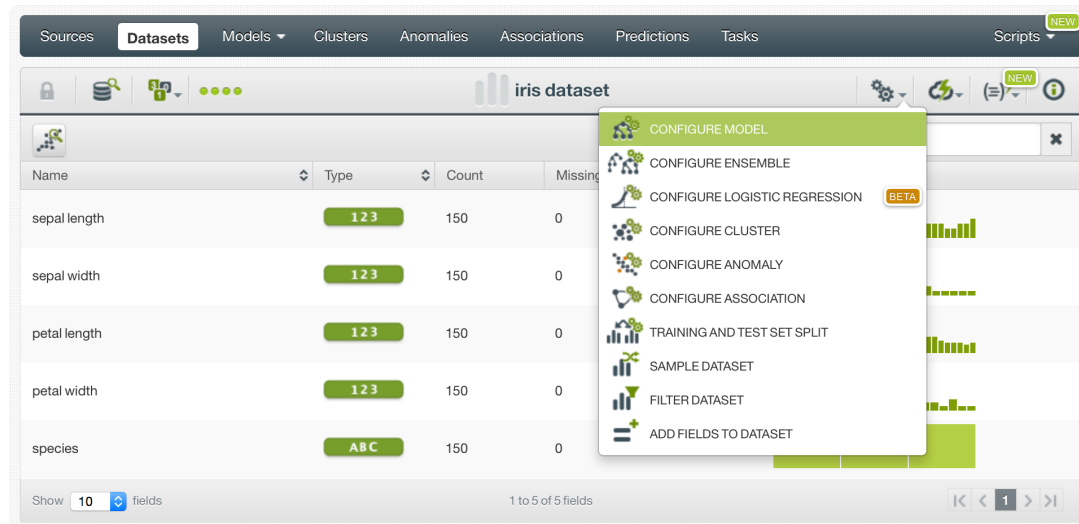 NEW
Sources Datasets Models Clusters Anomalies Associations Predictions Tasks Scripts
iris dataset NEW
CONFIGURE MODEL
CONFIGURE ENSEMBLE
CONFIGURE LOGISTIC REGRESSION BETA
CONFIGURE CLUSTER
CONFIGURE ANOMALY
CONFIGURE ASSOCIATION
TRAINING AND TEST SET SPLIT
SAMPLE DATASET
FILTER DATASET
ADD FIELDS TO DATASET
Name Type Count Missing
sepal length 123 150 0
sepal width 123 150 0
petal length 123 150 0
petal width 123 150 0
species ABC 150 0
Show 10 fields 1 to 5 of 5 fields 1